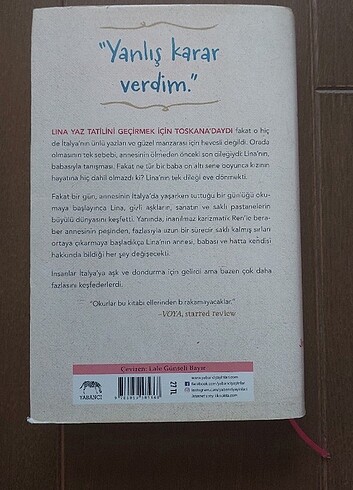 "Yanlış karar
verdim."
LINA YAZ TATİLİNİ GEÇİRMEK İÇİN TOSKANA'DAYDI fakat o hiç
de İtalya'nın ünlü yazları ve güzel manzarası için hevesli değildi. Orada
olmasının tek sebebi, annesinin ölmeden önceki son dileğiydi: Lina'nın,
babasıyla tanışması. Fakat ne tür bir baba on altı sene boyunca kızının
hayatına hiç dahil olmazdı ki? Lina'nın tek dileği eve dönmekti.
Fakat bir gün, annesinin İtalya'da yaşarken tuttuğu bir günlüğü oku-
maya başlayınca Lina, gizli aşkların, sanatın ve saklı pastanelerin
büyülü dünyasını keşfetti. Yanında, inanılmaz karizmatik Ren'le bera-
ber annesinin peşinden, fazlasıyla uzun bir süredir saklı kalmış sırları
ortaya çıkarmaya başladıkça Lina'nın annesi, babası ve hatta kendisi
hakkında bildiği her şey değişecekti.
İnsanlar İtalya'ya aşk ve dondurma için gelirdi ama bazen çok daha
fazlasını keşfederlerdi.
"Okurlar bu kitabı ellerinden bırakamayacaklar."
–VOYA, starred review
Çeviren: Lale Günseli Bayır
YABANCI
27 TL